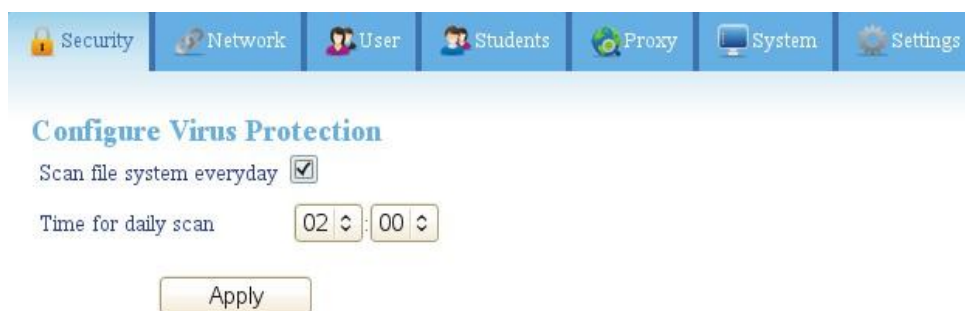 Security Network User Students Proxy System Settings
Configure Virus Protection
Scan file system everyday
Time for daily scan 02 : 00
Apply